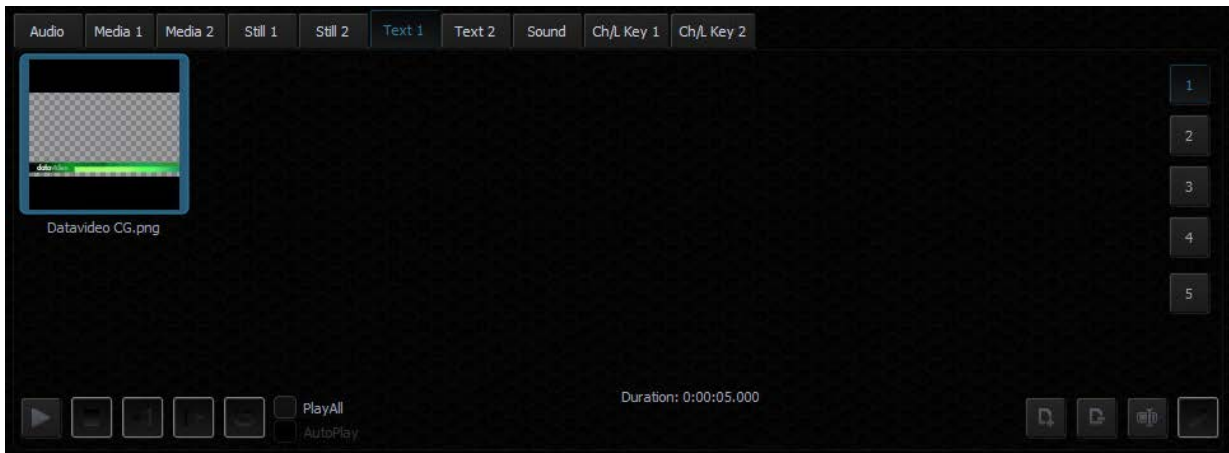 Audio Media 1 Media 2 Still 1 Still 2 Text 1 Text 2 Sound Ch/L Key 1 Ch/L Key 2
1
datavideo
2
3
Datavideo CG.png
4
5
Duration: 0:00:05.000
PlayAll
AutoPlay